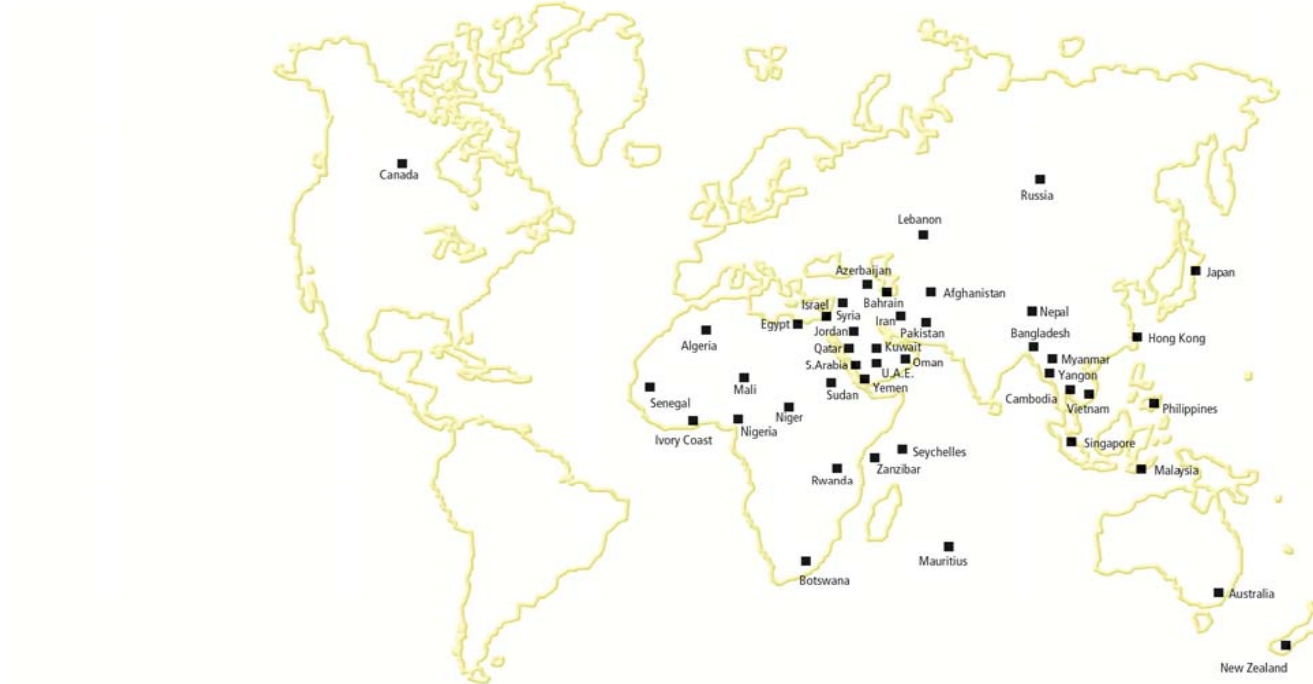 Canada
Russia
Lebanon
Azerbaijan
Japan
Bahrain
Afghanistan
Israel
Syria
Iran
Nepal
Egypt
Jordan
Pakistan
Bangladesh
Hong Kong
Algeria
Qatar
Kuwait
Myanmar
S.Arabia
Oman
U.A.E.
Yangon
Mali
Yemen
Sudan
Cambodia
Senegal
Vietnam
Philippines
Niger
Ivory Coast
Nigeria
Singapore
Seychelles
Zanzibar
Rwanda
Malaysia
Mauritius
Botswana
Australia
New Zealand